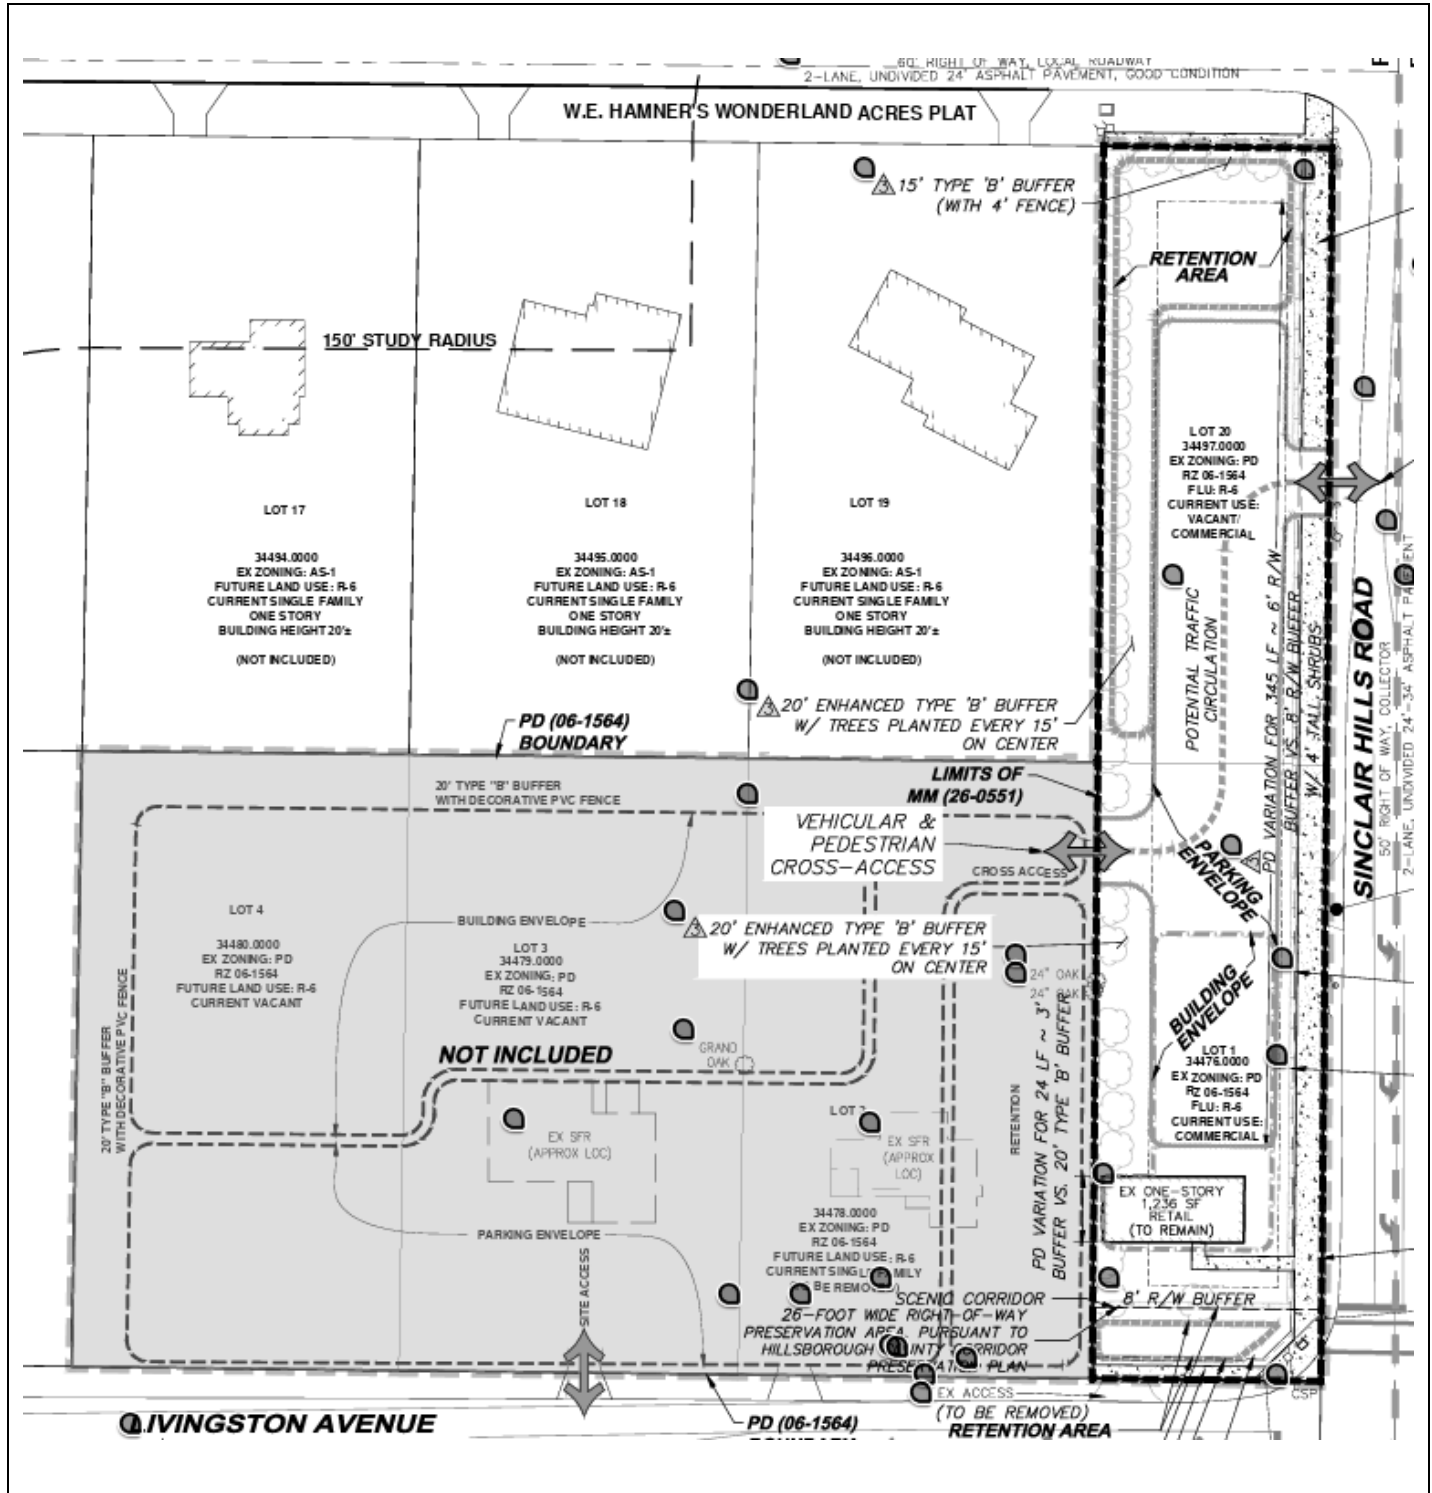 60' RIGHT OF WAY, LOCAL ROADWAY
2-LANE, UNDIVIDED 24' ASPHALT PAVEMENT, GOOD CONDITION
W.E. HAMNER'S WONDERLAND ACRES PLAT
3 15' TYPE 'B' BUFFER
(WITH 4' FENCE)
RETENTION
AREA
150' STUDY RADIUS
LOT 17
34494.0000
EX ZONING: AS-1
FUTURE LAND USE: R-6
CURRENT SINGLE FAMILY
ONE STORY
BUILDING HEIGHT 20'±
(NOT INCLUDED)
LOT 18
34495.0000
EX ZONING: AS-1
FUTURE LAND USE: R-6
CURRENT SINGLE FAMILY
ONE STORY
BUILDING HEIGHT 20'±
(NOT INCLUDED)
LOT 19
34496.0000
EX ZONING: AS-1
FUTURE LAND USE: R-6
CURRENT SINGLE FAMILY
ONE STORY
BUILDING HEIGHT 20'±
(NOT INCLUDED)
LOT 20
34497.0000
EX ZONING: PD
RZ 06-1564
FLU: R-6
CURRENT USE:
VACANT/
COMMERCIAL
POTENTIAL TRAFFIC
CIRCULATION
PD VARIATION FOR 345 LF ~ 6' R/W
BUFFER VS. 8' R/W BUFFER
W/ 4' TALL SHRUBS
SINCLAIR HILLS ROAD
50' RIGHT OF WAY, COLLECTOR
2-LANE, UNDIVIDED 24'-34' ASPHALT PAVEMENT
3 20' ENHANCED TYPE 'B' BUFFER
W/ TREES PLANTED EVERY 15'
ON CENTER
PD (06-1564)
BOUNDARY
LIMITS OF
MM (26-0551)
20' TYPE "B" BUFFER
WITH DECORATIVE PVC FENCE
VEHICULAR &
PEDESTRIAN
CROSS-ACCESS
CROSS ACCESS
PARKING
ENVELOPE
3
LOT 4
34480.0000
EX ZONING: PD
RZ 06-1564
FUTURE LAND USE: R-6
CURRENT VACANT
BUILDING ENVELOPE
LOT 3
34479.0000
EX ZONING: PD
RZ 06-1564
FUTURE LAND USE: R-6
CURRENT VACANT
3 20' ENHANCED TYPE 'B' BUFFER
W/ TREES PLANTED EVERY 15'
ON CENTER
24" OAK
24" OAK
BUILDING
ENVELOPE
20' TYPE "B" BUFFER
WITH DECORATIVE PVC FENCE
NOT INCLUDED
GRAND
OAK
LOT 1
34476.0000
EX ZONING: PD
RZ 06-1564
FLU: R-6
CURRENT USE:
COMMERCIAL
RETENTION
PD VARIATION FOR 24 LF ~ 3'
BUFFER VS. 20' TYPE 'B' BUFFER
EX SFR
(APPROX LOC)
LOT
EX SFR
(APPROX
LOC)
EX ONE-STORY
1,236 SF
RETAIL
(TO REMAIN)
34478.0000
EX ZONING: PD
RZ 06-1564
FUTURE LAND USE: R-6
CURRENT SINGLE FAMILY
BE REMOVED)
PARKING ENVELOPE
SITE ACCESS
SCENIC CORRIDOR
8' R/W BUFFER
26-FOOT WIDE RIGHT-OF-WAY
PRESERVATION AREA, PURSUANT TO
HILLSBOROUGH COUNTY CORRIDOR
PRESERVATION PLAN
EX ACCESS
(TO BE REMOVED)
CSP
LIVINGSTON AVENUE
PD (06-1564)
BOUNDARY
RETENTION AREA